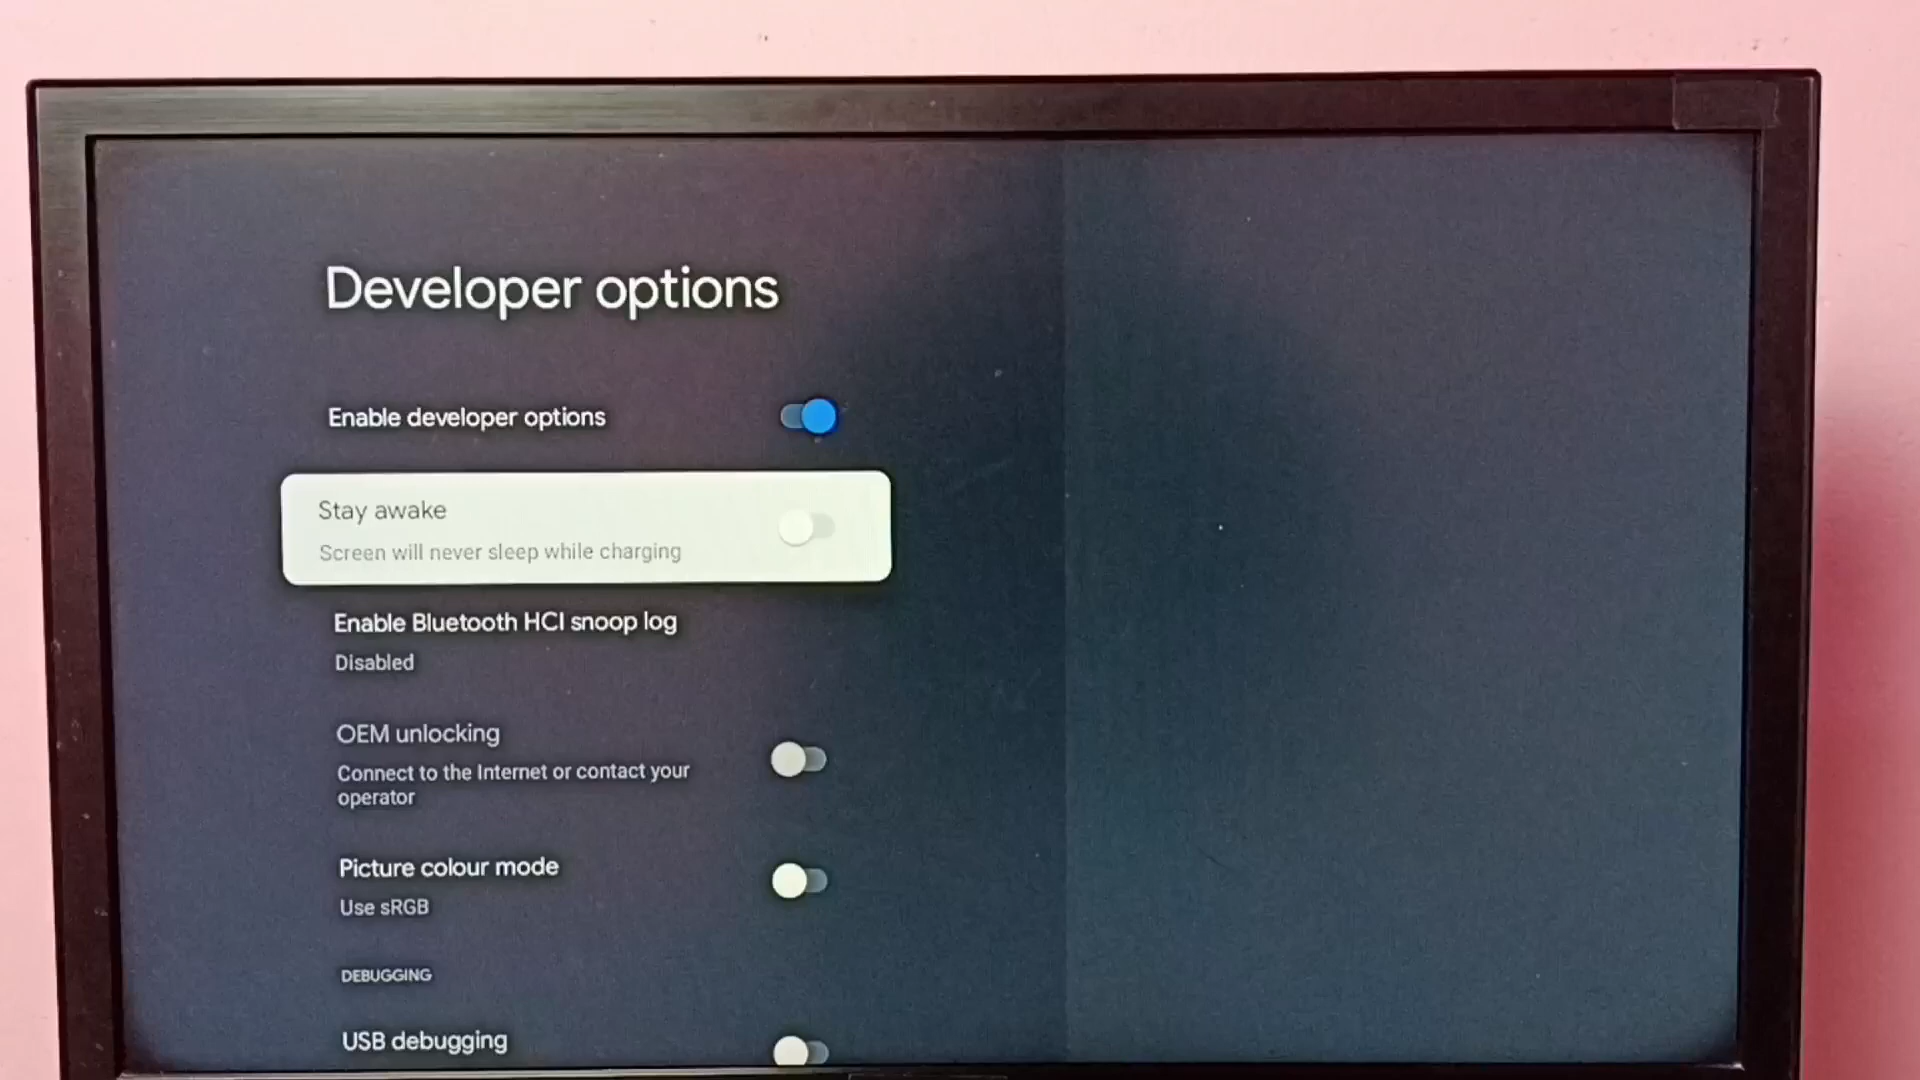 Developer options
Enable developer options
Stay awake
Screen will never sleep while charging
Enable Bluetooth HCI snoop log
Disabled
OEM unlocking
Connect to the Internet or contact your
operator
Picture colour mode
Use sRGB
DEBUGGING
USB debugging